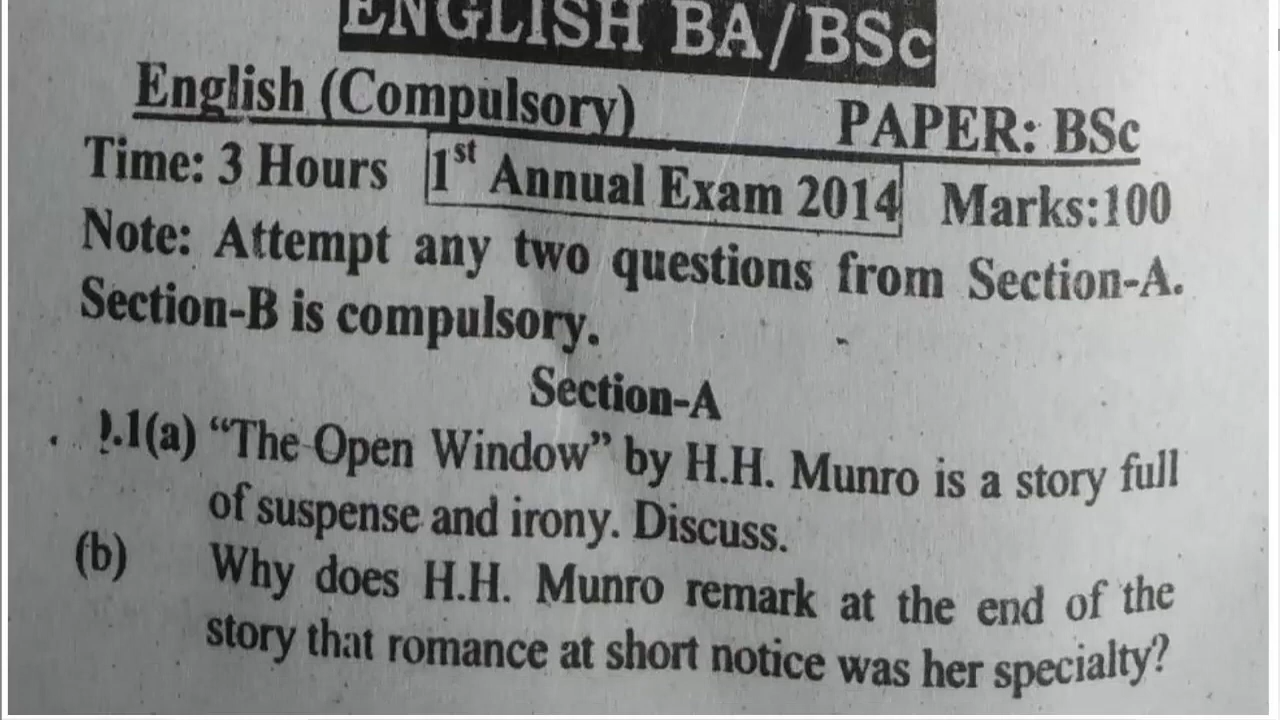 ENGLISH BA/BSc
English (Compulsory) PAPER: BSc
Time: 3 Hours 1st Annual Exam 2014 Marks:100
Note: Attempt any two questions from Section-A.
Section-B is compulsory.
Section-A
.1(a) “The Open Window” by H.H. Munro is a story full
of suspense and irony. Discuss.
(b) Why does H.H. Munro remark at the end of the
story that romance at short notice was her specialty?